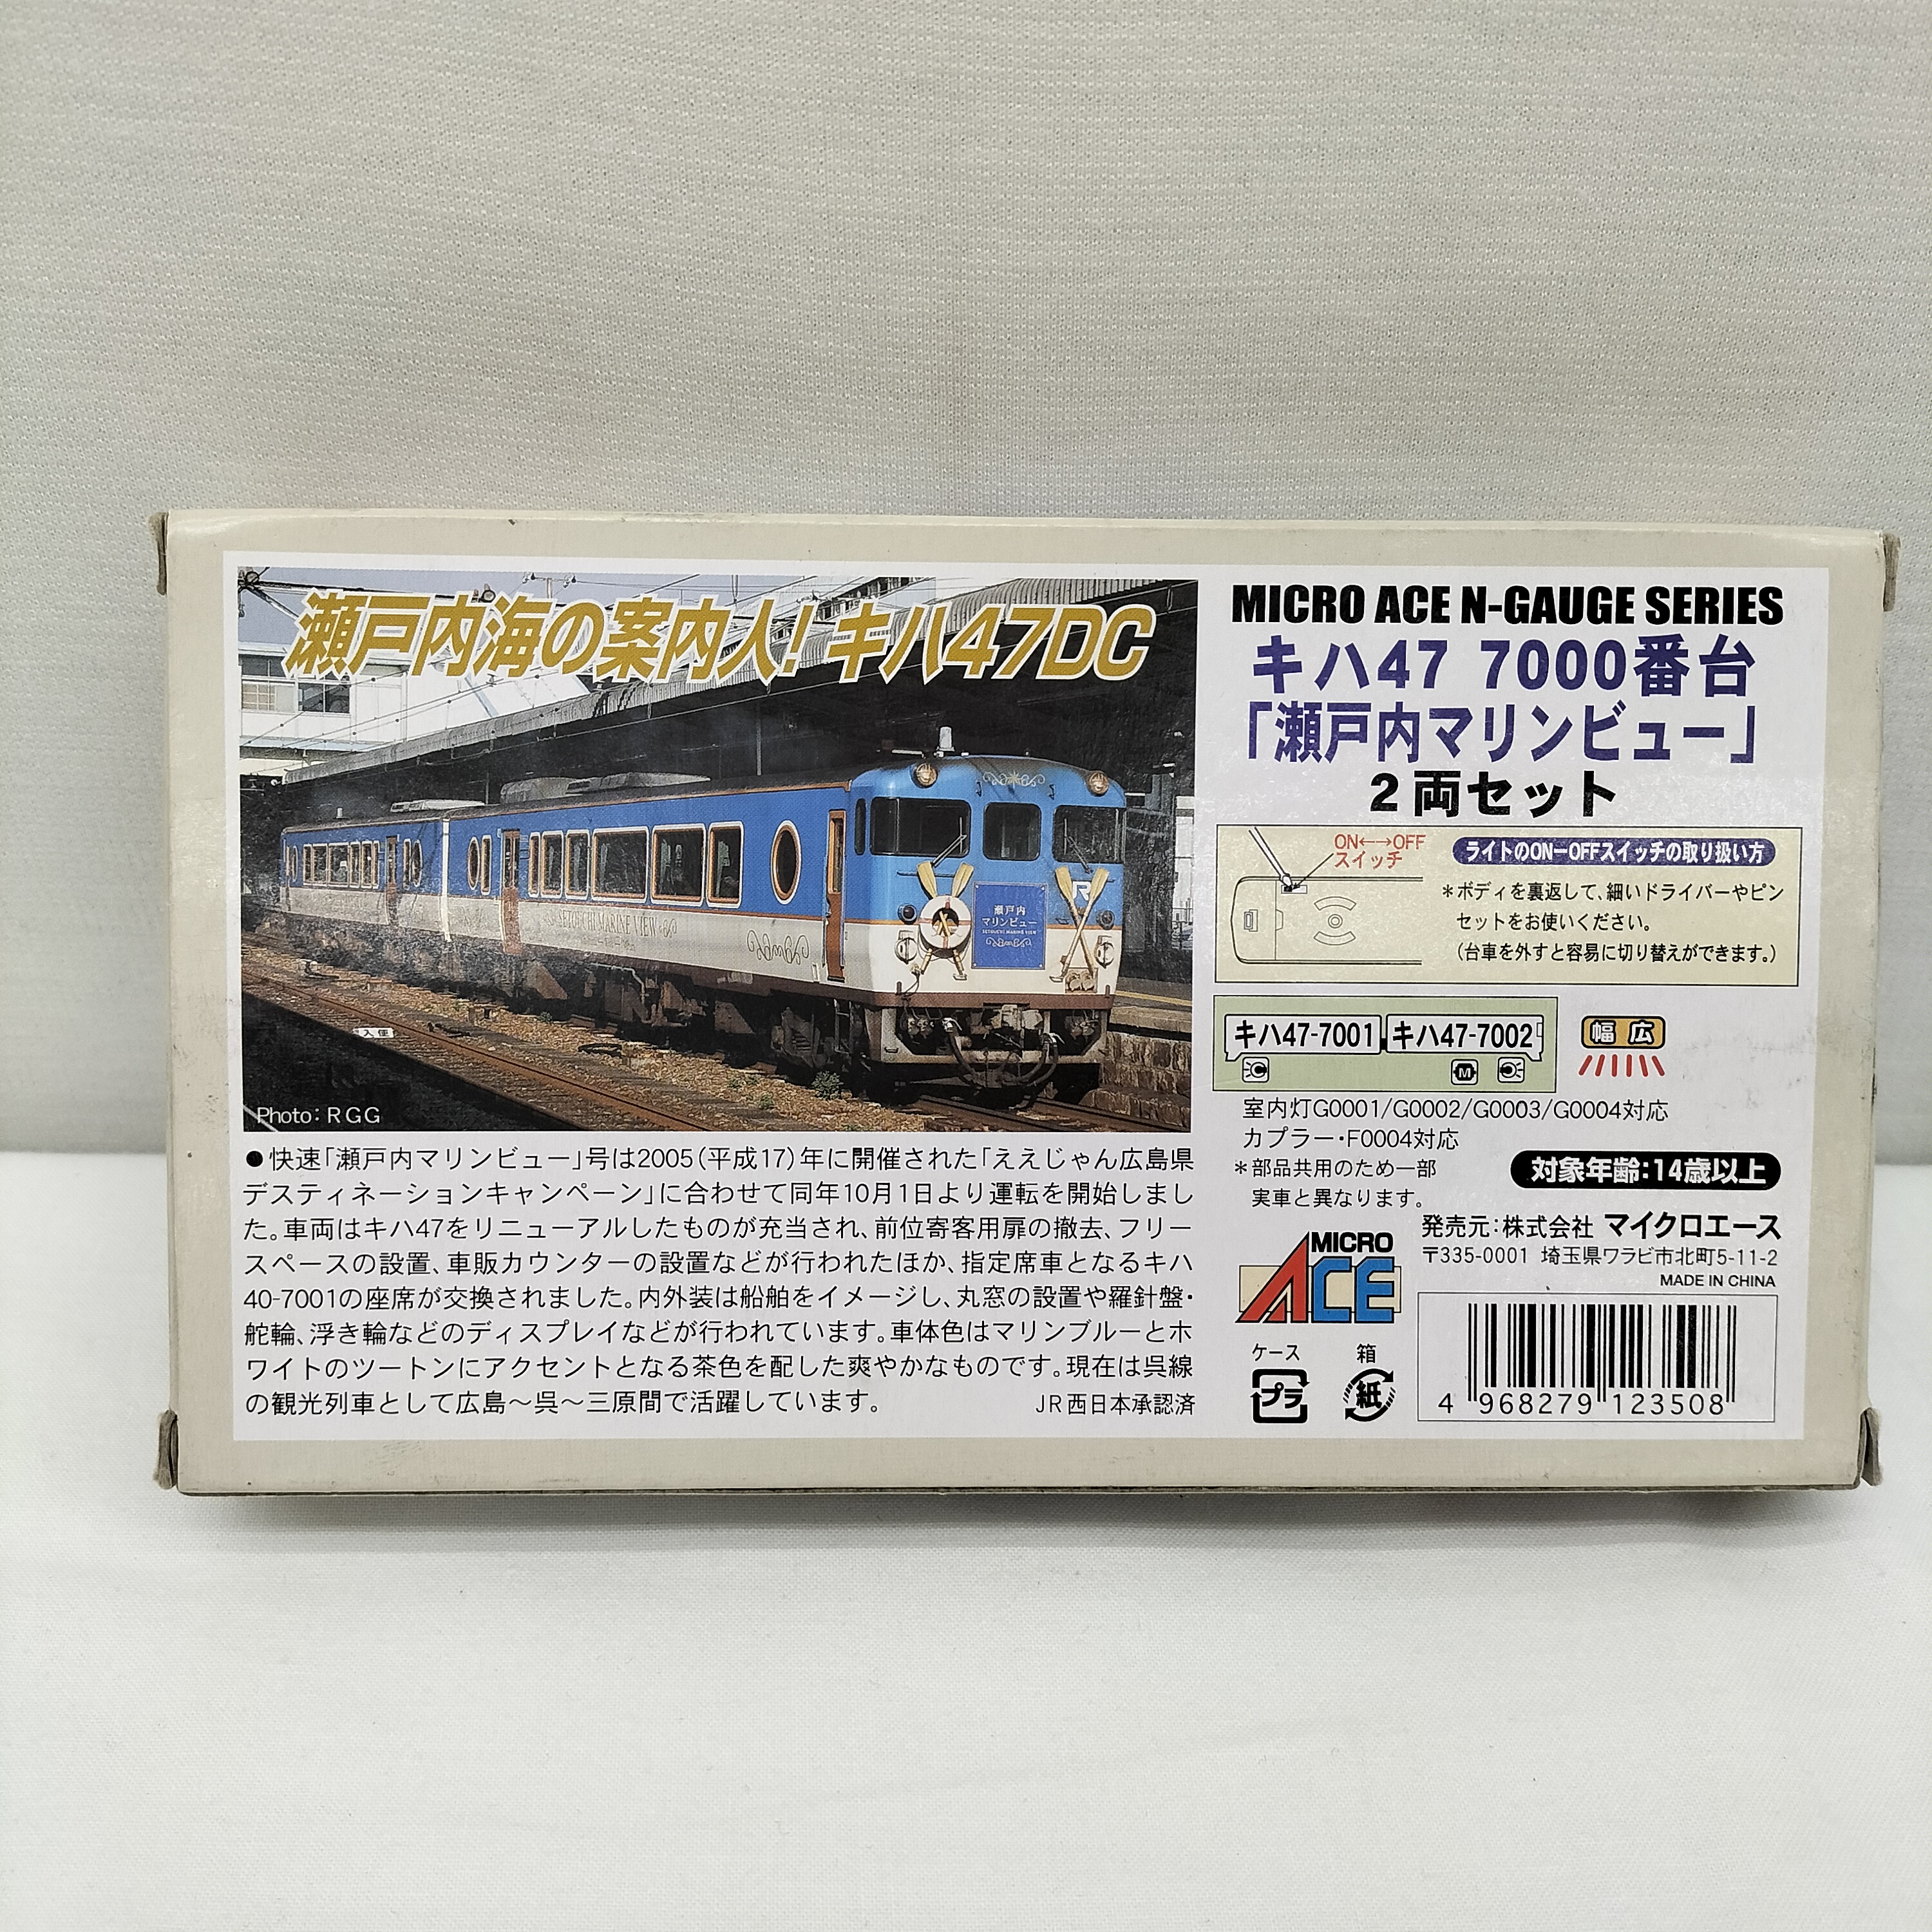 瀬戸内海の案内人!キハ47DC
瀬戸内
マリンビュー
SETOUCHI MARINE VIEW
SETOUCHI MARINE VIEW
Photo:RGG
●快速「瀬戸内マリンビュー」号は2005(平成17)年に開催された「ええじゃん広島県
デスティネーションキャンペーン」に合わせて同年10月1日より運転を開始しまし
た。車両はキハ47をリニューアルしたものが充当され、前位寄客用扉の撤去、フリー
スペースの設置、車販カウンターの設置などが行われたほか、指定席車となるキハ
40-7001の座席が交換されました。内外装は船舶をイメージし、丸窓の設置や羅針盤・
舵輪、浮き輪などのディスプレイなどが行われています。車体色はマリンブルーとホ
ワイトのツートンにアクセントとなる茶色を配した爽やかなものです。現在は呉線
の観光列車として広島〜呉〜三原間で活躍しています。
JR西日本承認済
MICRO ACE N-GAUGE SERIES
キハ47 7000番台
「瀬戸内マリンビュー」
2両セット
ON←→OFF
スイッチ
ライトのON－OFFスイッチの取り扱い方
*ボディを裏返して、細いドライバーやピン
セットをお使いください。
(台車を外すと容易に切り替えができます。)
キハ47-7001 キハ47-7002
M
幅広
室内灯G0001/G0002/G0003/G0004対応
カプラー・F0004対応
*部品共用のため一部
実車と異なります。
対象年齢:14歳以上
発売元:株式会社 マイクロエース
〒335-0001 埼玉県ワラビ市北町5-11-2
MADE IN CHINA
MICRO
ACE
ケース
プラ
箱
紙
4 968279 123508